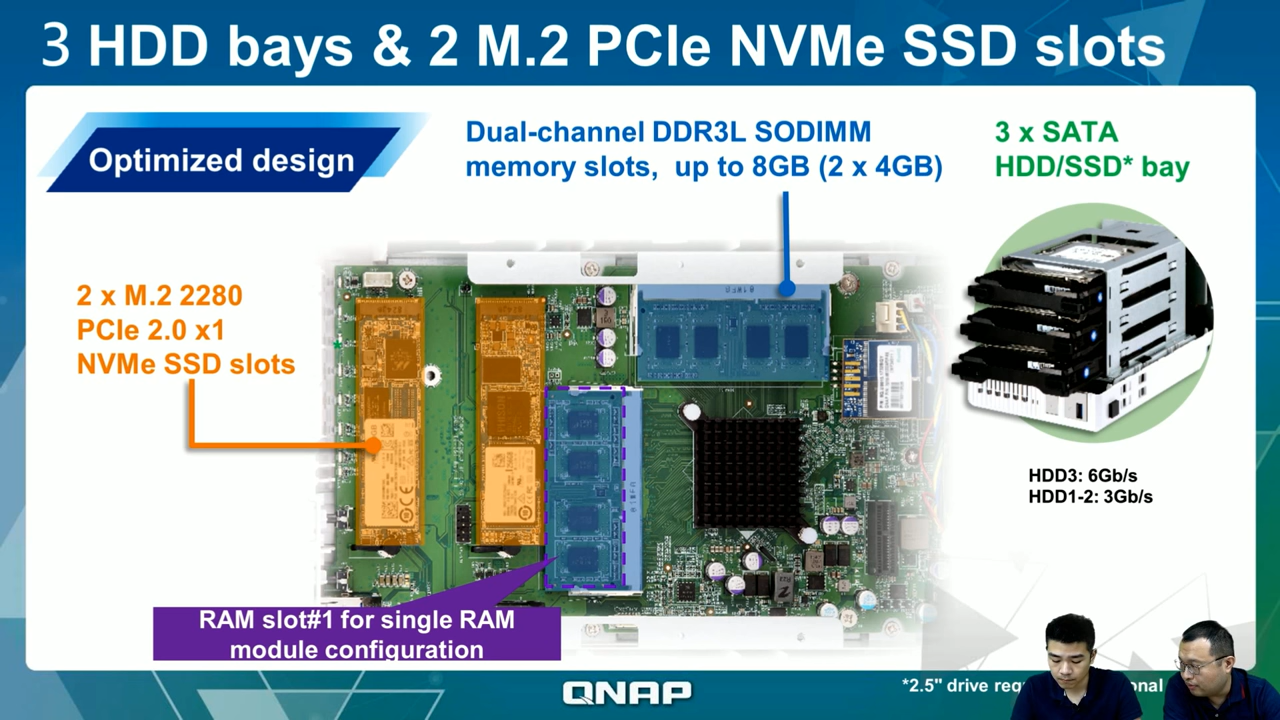 3 HDD bays & 2 M.2 PCIe NVMe SSD slots
Optimized design
Dual-channel DDR3L SODIMM
memory slots, up to 8GB (2 x 4GB)
3 x SATA
HDD/SSD* bay
2 x M.2 2280
PCIe 2.0 x1
NVMe SSD slots
HDD3: 6Gb/s
HDD1-2: 3Gb/s
RAM slot#1 for single RAM
module configuration
QNAP
*2.5" drive